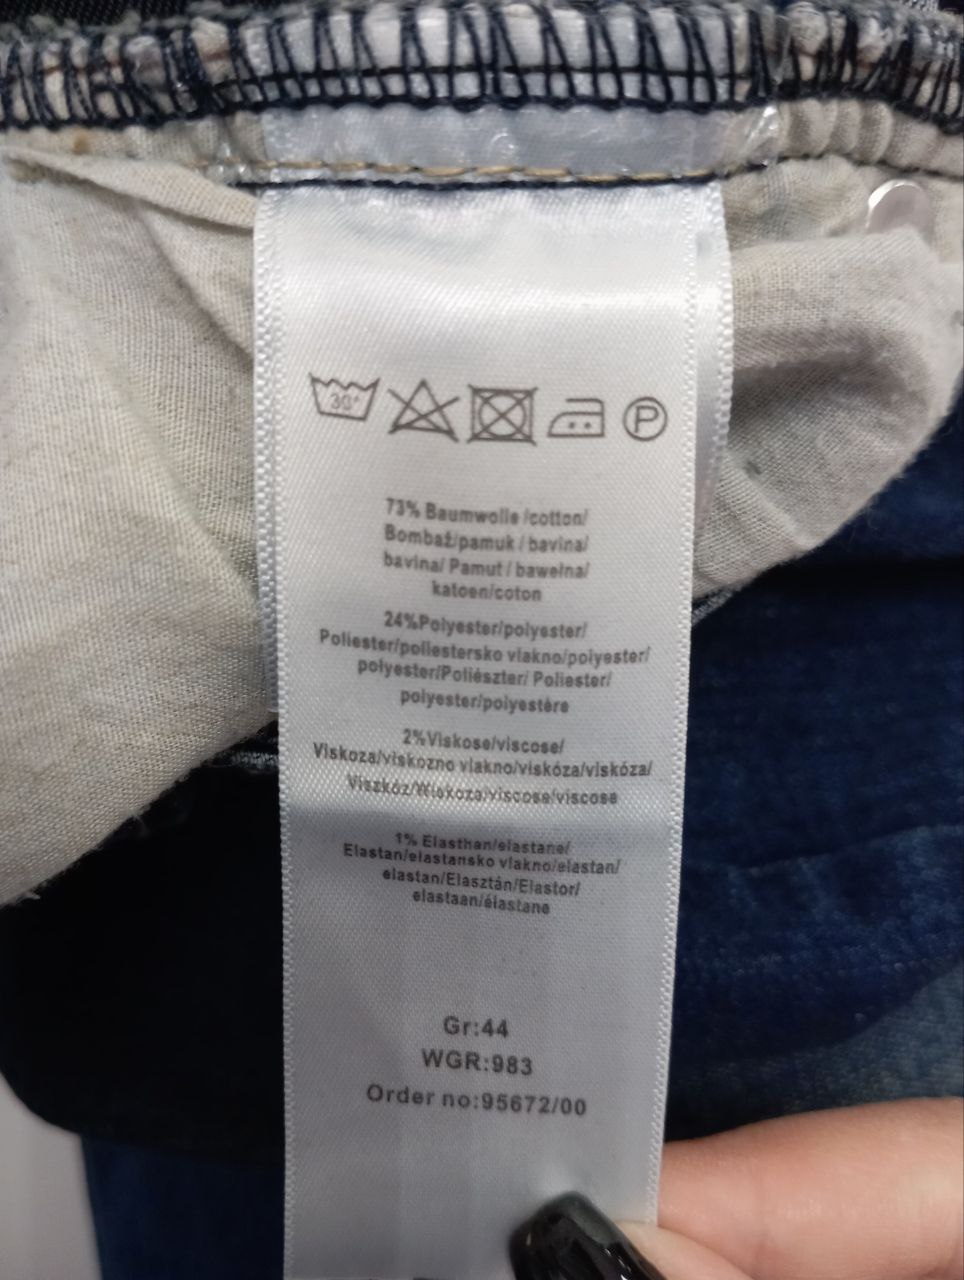 30°
P
73% Baumwolle /cotton/
Bombaž/pamuk / bavina/
bavina/ Pamut / bawełna/
katoen/coton
24%Polyester/polyester/
Poliester/poliestersko vlakno/polyester/
polyester/Poliészter/ Poliester/
polyester/polyestère
2%Viskose/viscose/
Viskoza/viskozno vlakno/viskóza/viskóza/
Viszkóz/Wiskoza/viscose/viscose
1% Elasthan/elastane/
Elastan/elastansko vlakno/elastan/
elastan/Elasztán/Elastor/
elastaan/élastane
Gr:44
WGR:983
Order no:95672/00